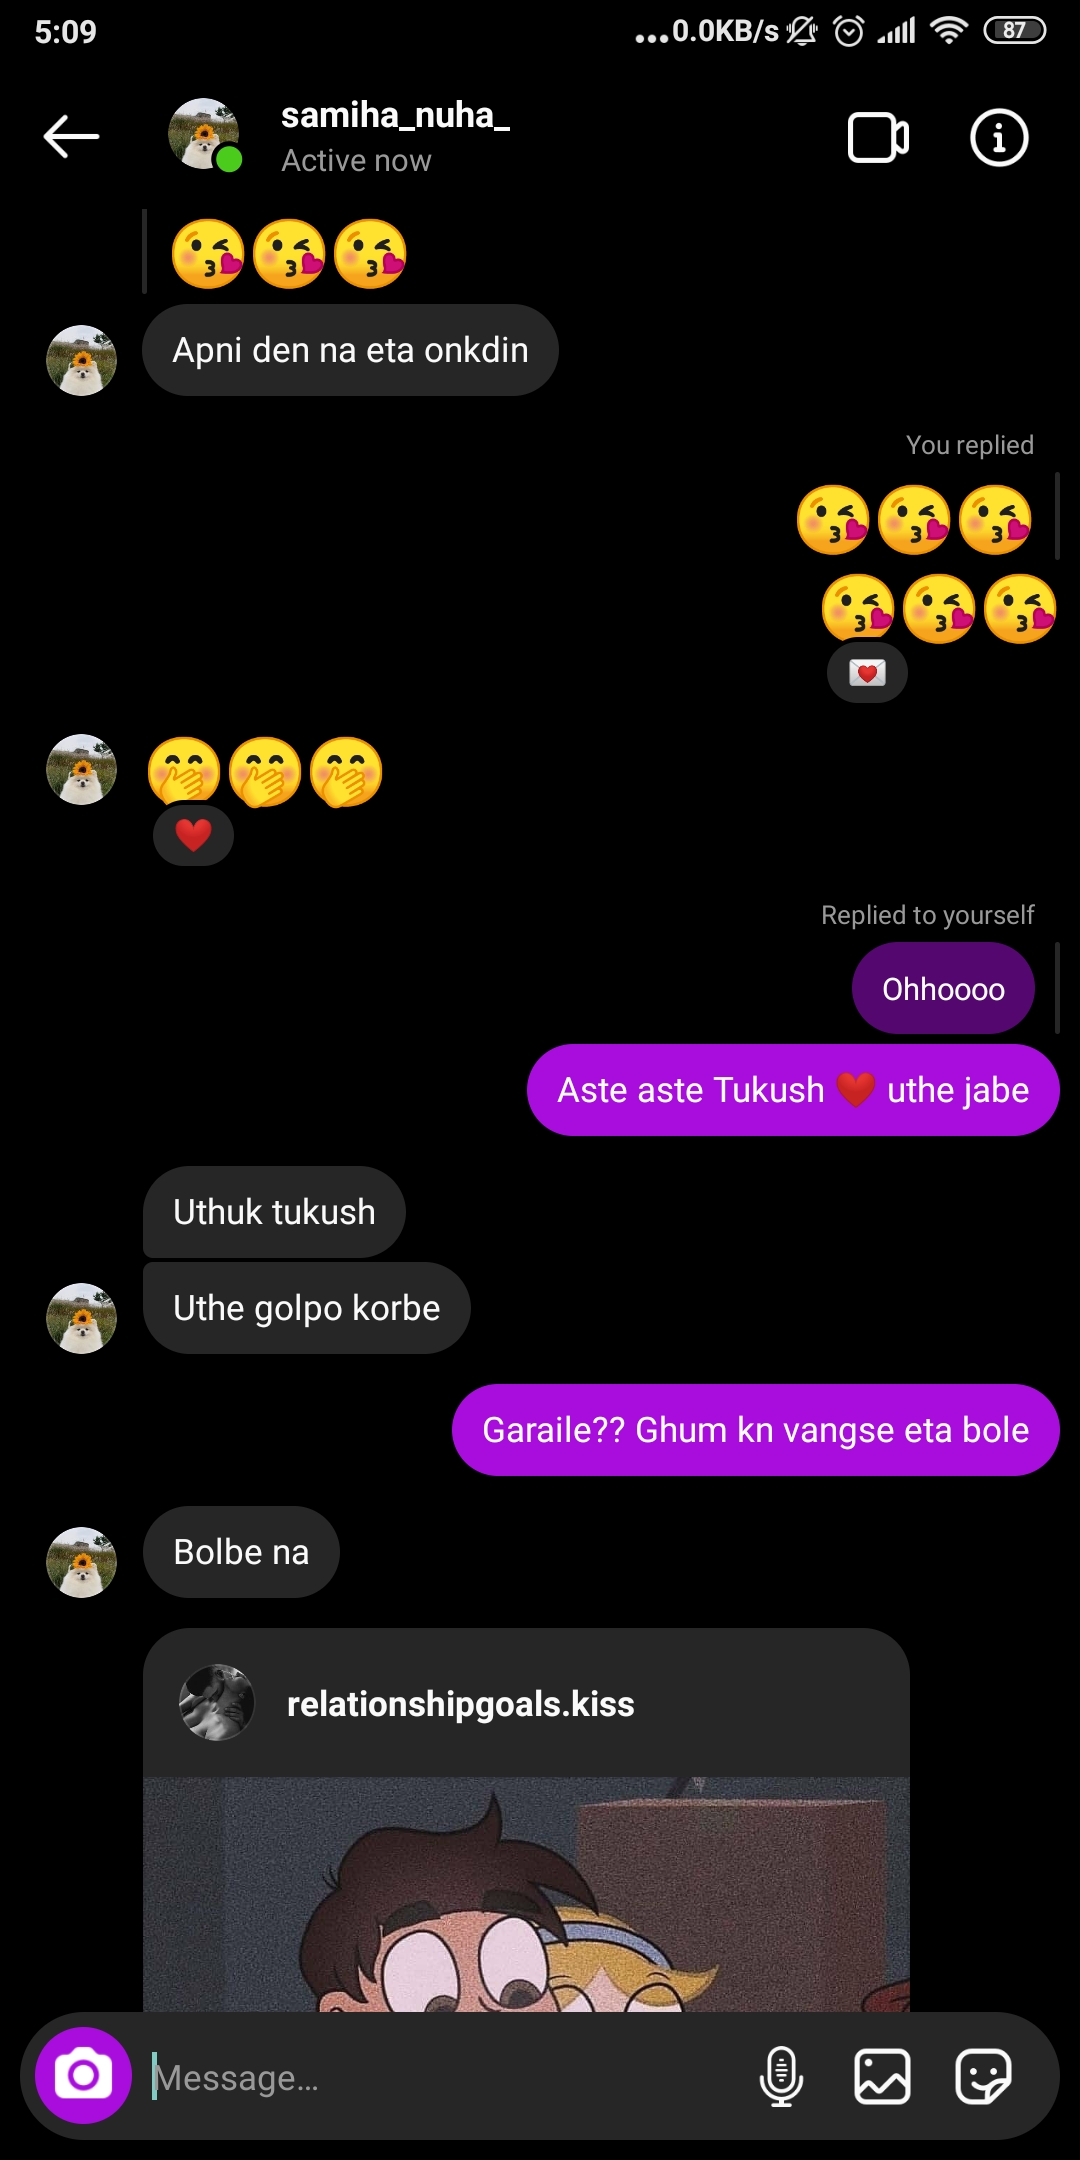 5:09
...0.0KB/s
87
samiha_nuha_
Active now
😘😘😘
Apni den na eta onkdin
You replied
😘😘😘
😘😘😘
💌
🤭🤭🤭
❤️
Replied to yourself
Ohhoooo
Aste aste Tukush ❤️ uthe jabe
Uthuk tukush
Uthe golpo korbe
Garaile?? Ghum kn vangse eta bole
Bolbe na
relationshipgoals.kiss
Message...